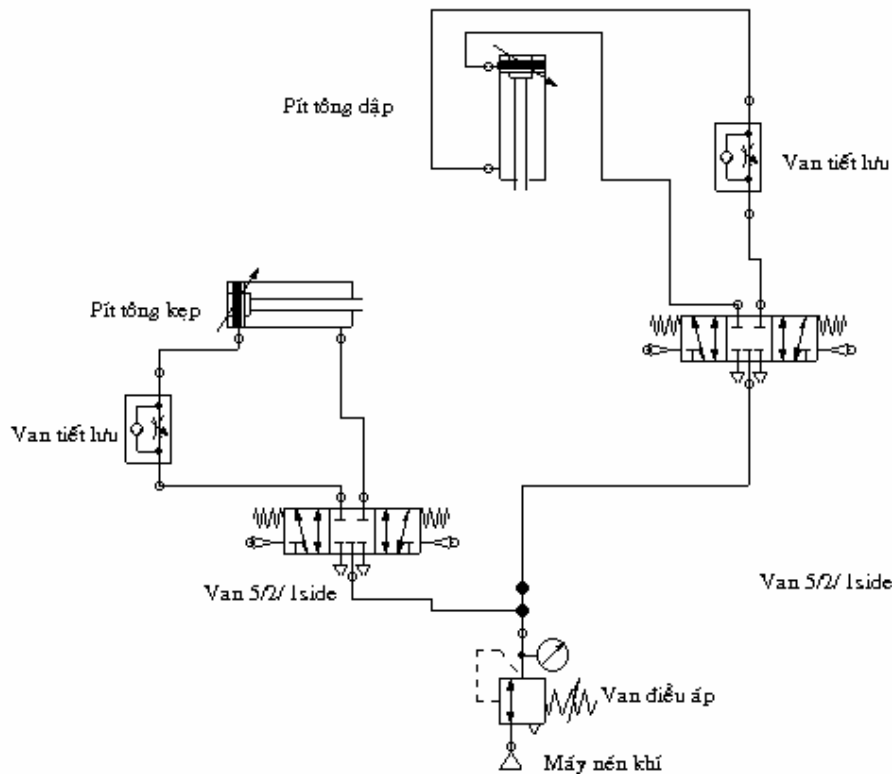 Pít tông dập
Van tiết lưu
Pít tông kẹp
Van tiết lưu
Van 5/2/ 1side
Van 5/2/ 1side
Van điều áp
Máy nén khí